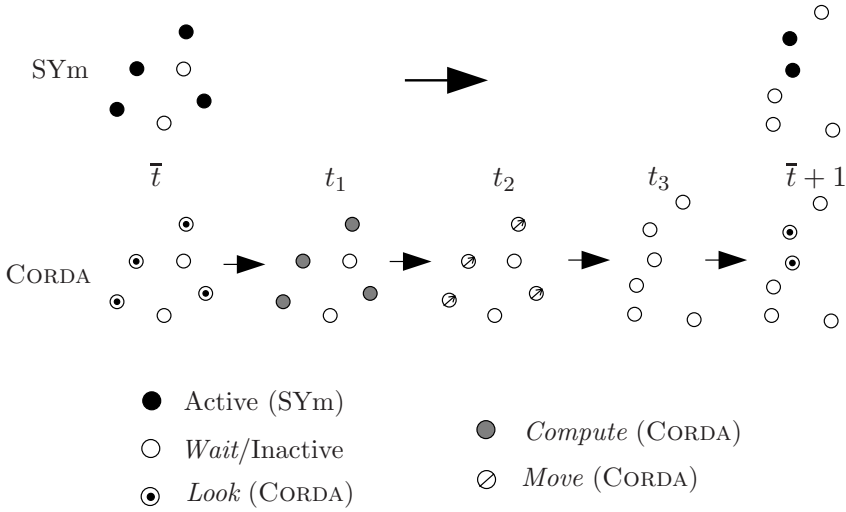 SYm
t̅ t₁ t₂ t₃ t̅ + 1
CORDA
Active (SYm)
Wait/Inactive
Look (CORDA)
Compute (CORDA)
Move (CORDA)